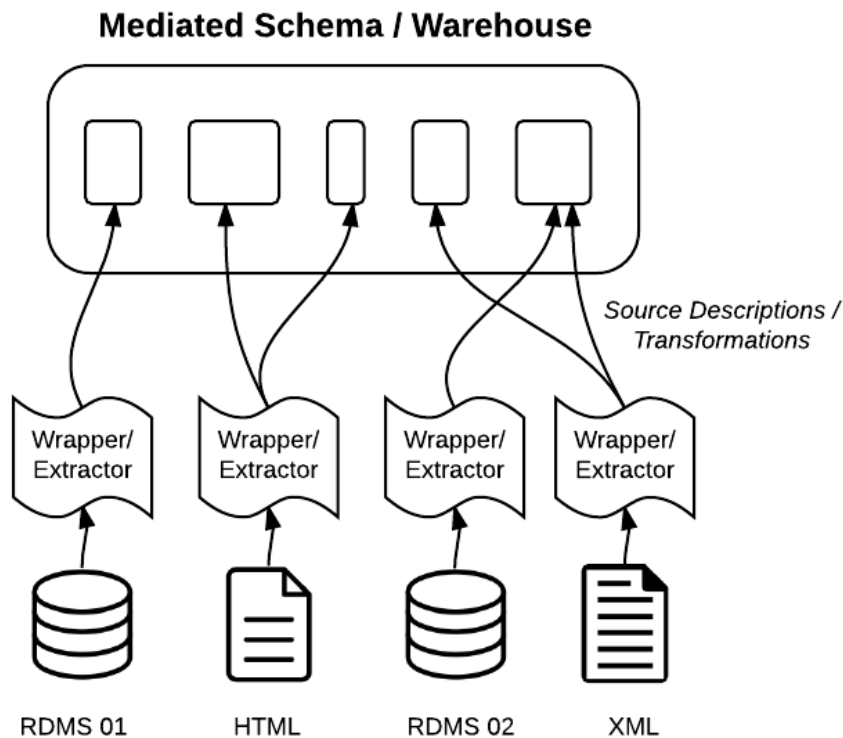 Mediated Schema / Warehouse
Source Descriptions /
Transformations
Wrapper/
Extractor
Wrapper/
Extractor
Wrapper/
Extractor
Wrapper/
Extractor
RDMS 01
HTML
RDMS 02
XML